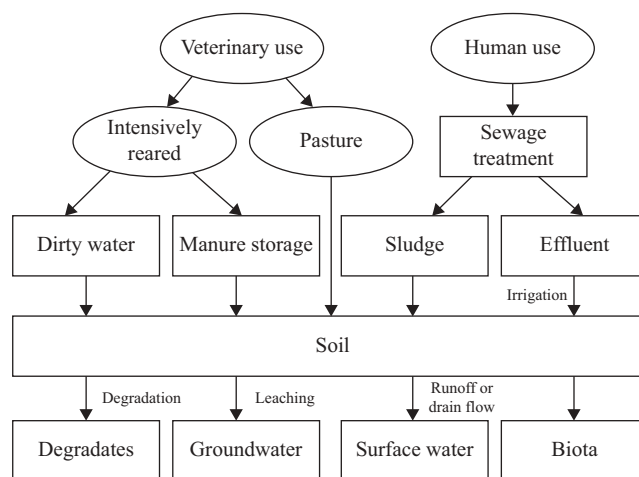 Veterinary use
Human use
Intensively
reared
Pasture
Sewage
treatment
Dirty water
Manure storage
Sludge
Effluent
Irrigation
Soil
Degradation
Leaching
Runoff or
drain flow
Degradates
Groundwater
Surface water
Biota